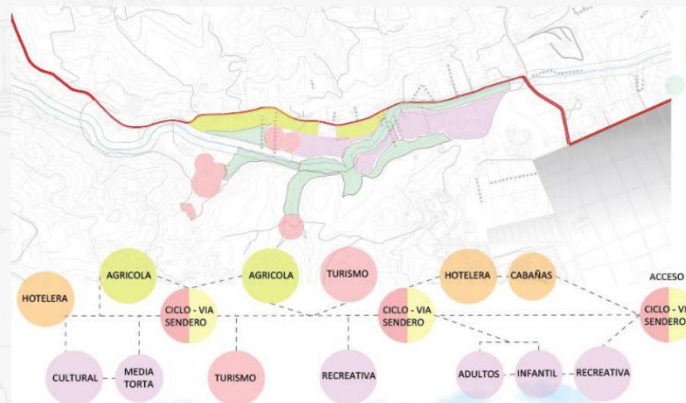 AGRICOLA
AGRICOLA
TURISMO
HOTELERA
CABAÑAS
ACCESO
HOTELERA
CICLO - VIA
SENDERO
CICLO - VIA
SENDERO
CICLO - VI
SENDERO
CULTURAL
MEDIA
TORTA
TURISMO
RECREATIVA
ADULTOS
INFANTIL
RECREATIVA